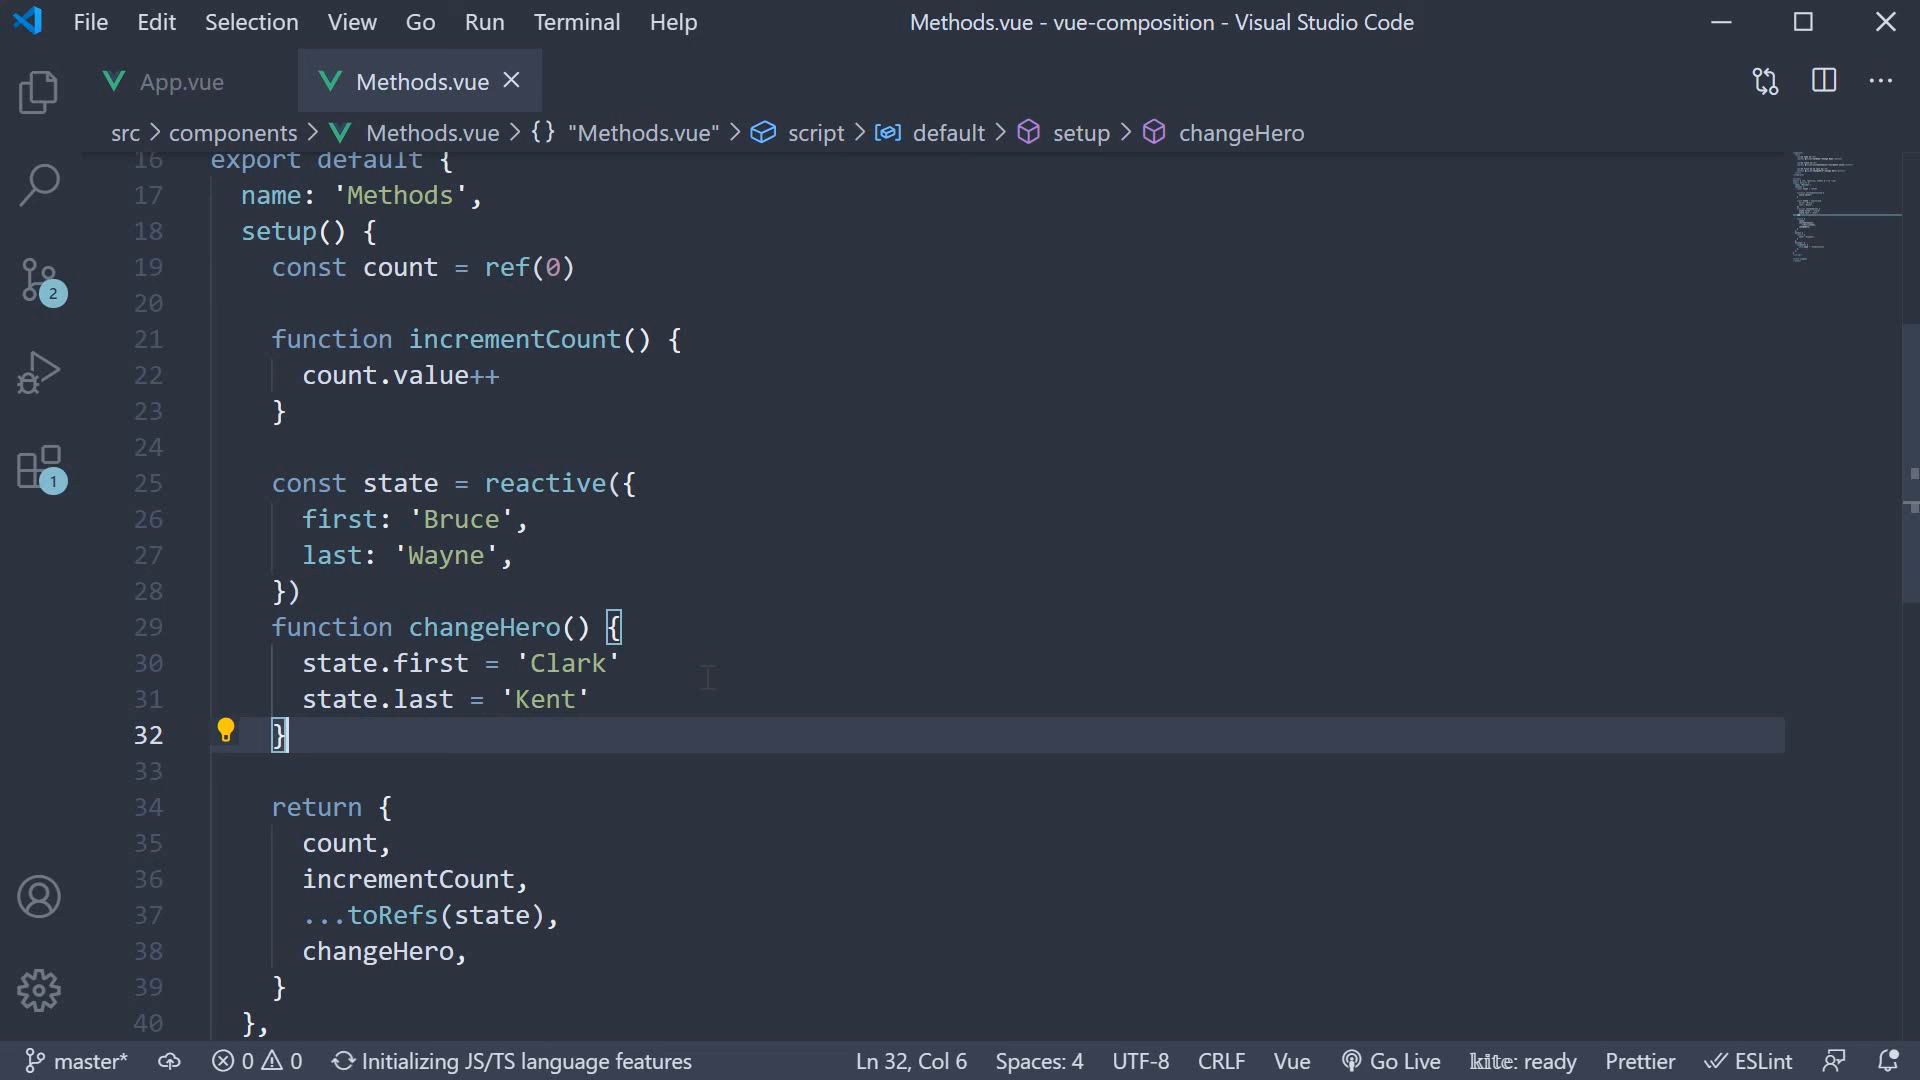 File Edit Selection View Go Run Terminal Help Methods.vue - vue-composition - Visual Studio Code
App.vue Methods.vue
src > components > Methods.vue > {} "Methods.vue" > script > default > setup > changeHero
16 export default {
17 name: 'Methods',
18 setup() {
19 const count = ref(0)
20
21 function incrementCount() {
22 count.value++
23 }
24
25 const state = reactive({
26 first: 'Bruce',
27 last: 'Wayne',
28 })
29 function changeHero() {
30 state.first = 'Clark'
31 state.last = 'Kent'
32 }
33
34 return {
35 count,
36 incrementCount,
37 ...toRefs(state),
38 changeHero,
39 }
40 },
2
1
master* 0 0 Initializing JS/TS language features Ln 32, Col 6 Spaces: 4 UTF-8 CRLF Vue Go Live kite: ready Prettier ESLint